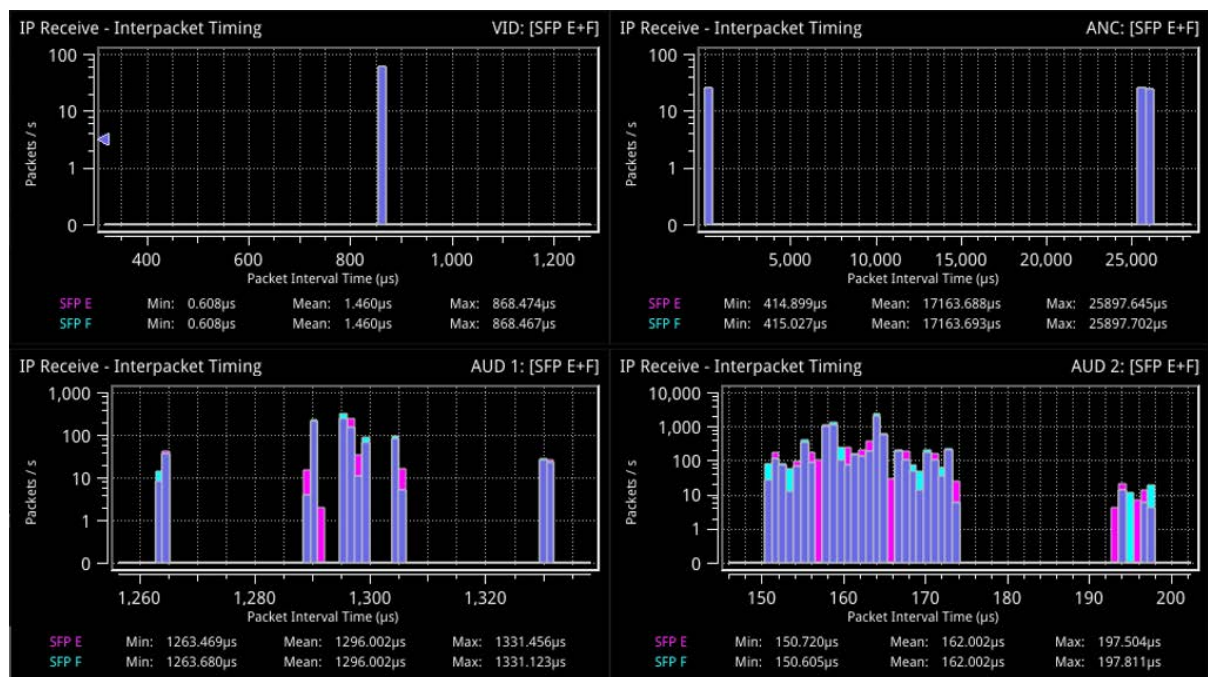 IP Receive - Interpacket Timing VID: [SFP E+F]
100
10
1
0
Packets / s
400 600 800 1,000 1,200
Packet Interval Time (µs)
SFP E Min: 0.608µs Mean: 1.460µs Max: 868.474µs
SFP F Min: 0.608µs Mean: 1.460µs Max: 868.467µs
IP Receive - Interpacket Timing ANC: [SFP E+F]
100
10
1
0
Packets / s
5,000 10,000 15,000 20,000 25,000
Packet Interval Time (µs)
SFP E Min: 414.899µs Mean: 17163.688µs Max: 25897.645µs
SFP F Min: 415.027µs Mean: 17163.693µs Max: 25897.702µs
IP Receive - Interpacket Timing AUD 1: [SFP E+F]
1,000
100
10
1
0
Packets / s
1,260 1,280 1,300 1,320
Packet Interval Time (µs)
SFP E Min: 1263.469µs Mean: 1296.002µs Max: 1331.456µs
SFP F Min: 1263.680µs Mean: 1296.002µs Max: 1331.123µs
IP Receive - Interpacket Timing AUD 2: [SFP E+F]
10,000
1,000
100
10
1
0
Packets / s
150 160 170 180 190 200
Packet Interval Time (µs)
SFP E Min: 150.720µs Mean: 162.002µs Max: 197.504µs
SFP F Min: 150.605µs Mean: 162.002µs Max: 197.811µs